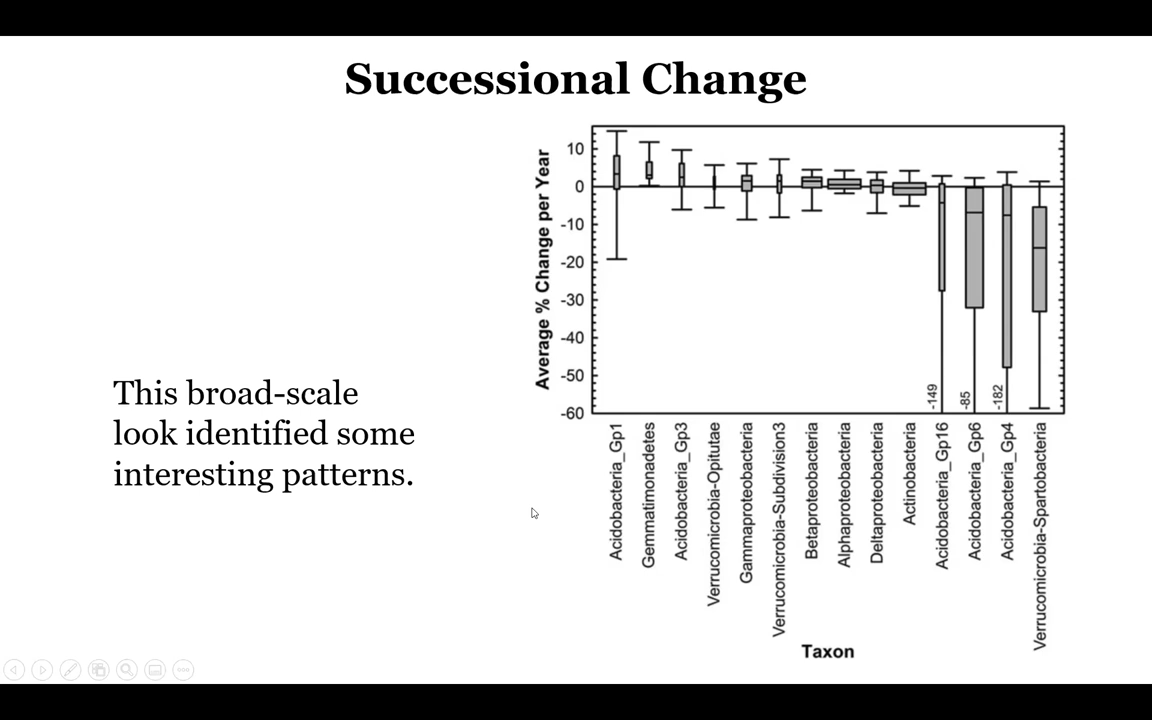 Successional Change
This broad-scale
look identified some
interesting patterns.
Average % Change per Year
10
0
-10
-20
-30
-40
-50
-60
-149
-85
-182
Acidobacteria_Gp1
Gemmatimonadetes
Acidobacteria_Gp3
Verrucomicrobia-Opitutae
Gammaproteobacteria
Verrucomicrobia-Subdivision3
Betaproteobacteria
Alphaproteobacteria
Deltaproteobacteria
Actinobacteria
Acidobacteria_Gp16
Acidobacteria_Gp6
Acidobacteria_Gp4
Verrucomicrobia-Spartobacteria
Taxon